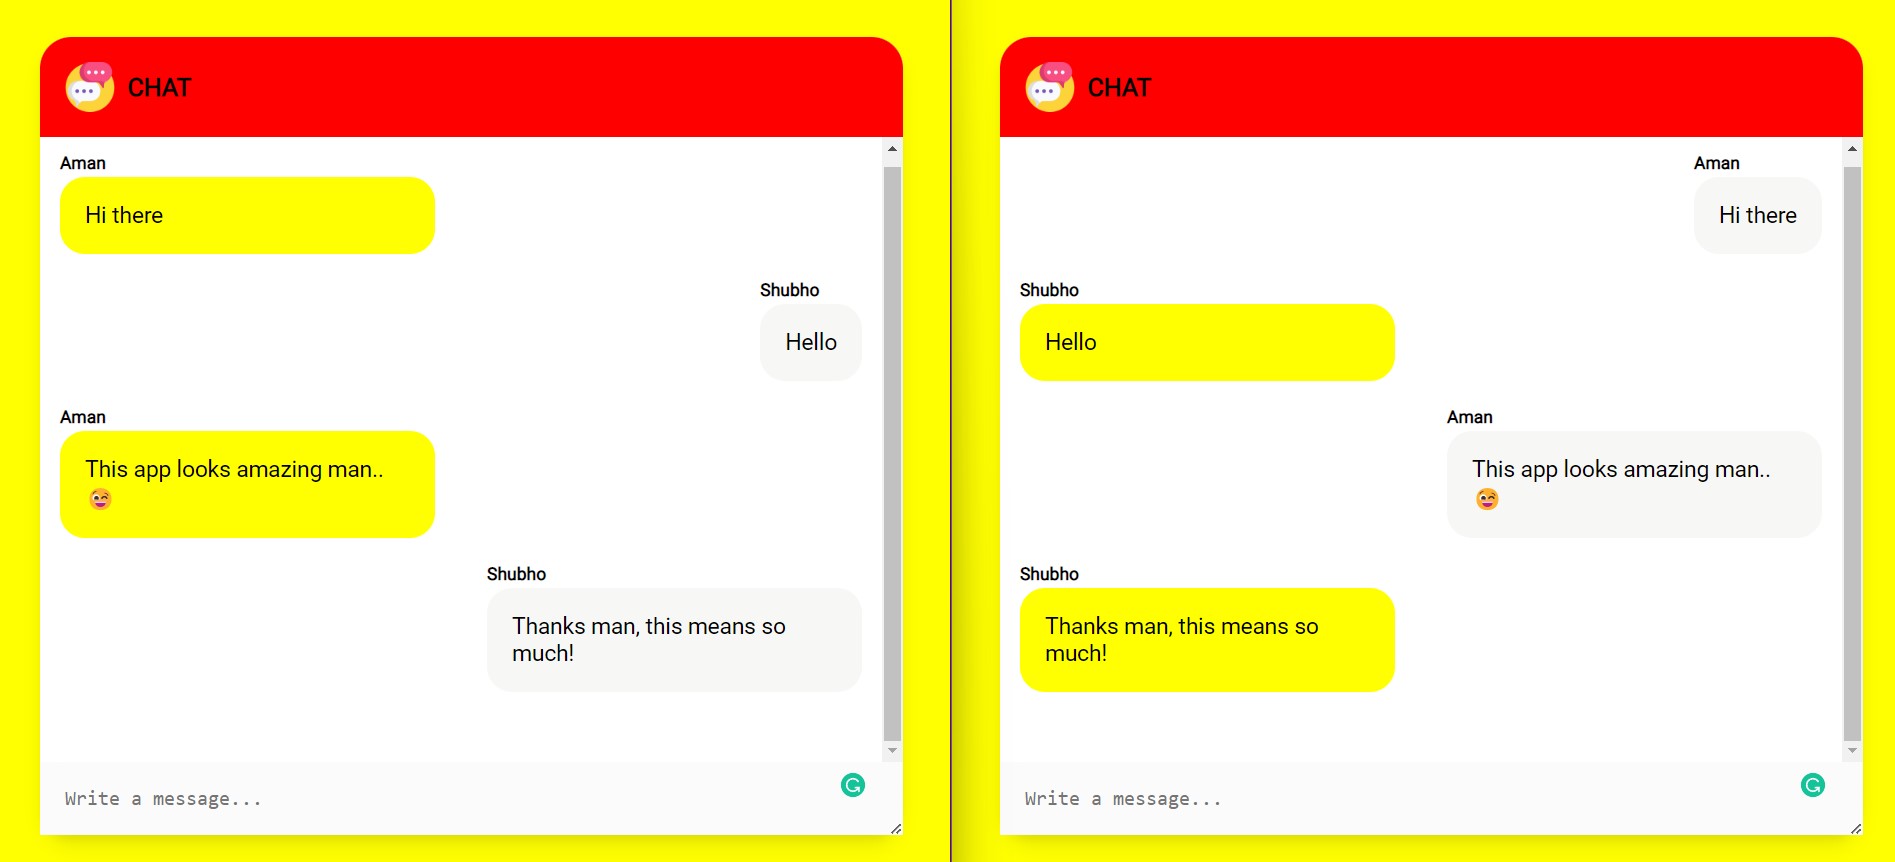 CHAT
Aman
Hi there
Shubho
Hello
Aman
This app looks amazing man..
😄
Shubho
Thanks man, this means so
much!
Write a message...
CHAT
Aman
Hi there
Shubho
Hello
Aman
This app looks amazing man..
😄
Shubho
Thanks man, this means so
much!
Write a message...